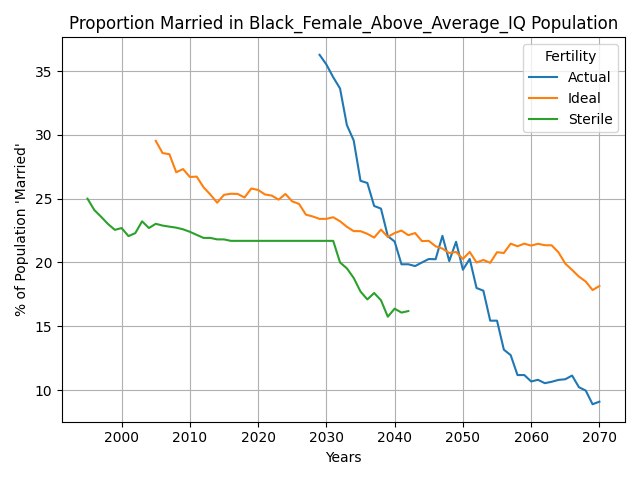 Proportion Married in Black_Female_Above_Average_IQ Population
% of Population 'Married'
35
30
25
20
15
10
Fertility
Actual
Ideal
Sterile
2000 2010 2020 2030 2040 2050 2060 2070
Years